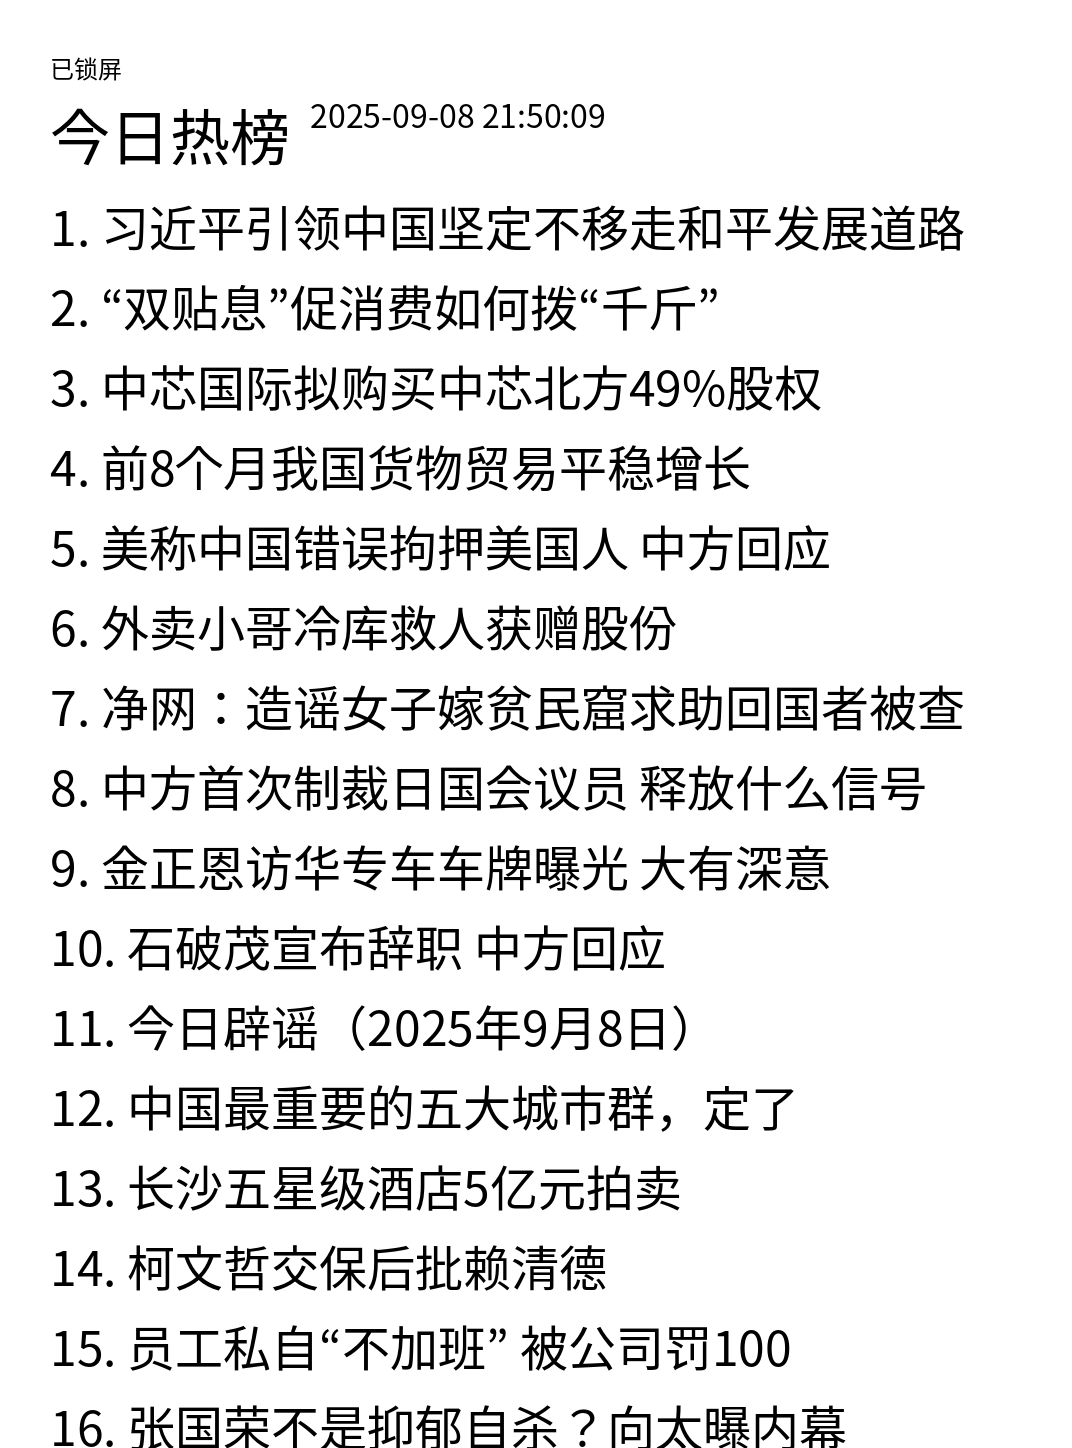 已锁屏
今日热榜 2025-09-08 21:50:09
1. 习近平引领中国坚定不移走和平发展道路
2. “双贴息”促消费如何拨“千斤”
3. 中芯国际拟购买中芯北方49%股权
4. 前8个月我国货物贸易平稳增长
5. 美称中国错误拘押美国人 中方回应
6. 外卖小哥冷库救人获赠股份
7. 净网：造谣女子嫁贫民窟求助回国者被查
8. 中方首次制裁日国会议员 释放什么信号
9. 金正恩访华专车车牌曝光 大有深意
10. 石破茂宣布辞职 中方回应
11. 今日辟谣（2025年9月8日）
12. 中国最重要的五大城市群，定了
13. 长沙五星级酒店5亿元拍卖
14. 柯文哲交保后批赖清德
15. 员工私自“不加班” 被公司罚100
16. 张国荣不是抑郁自杀？向太曝内幕